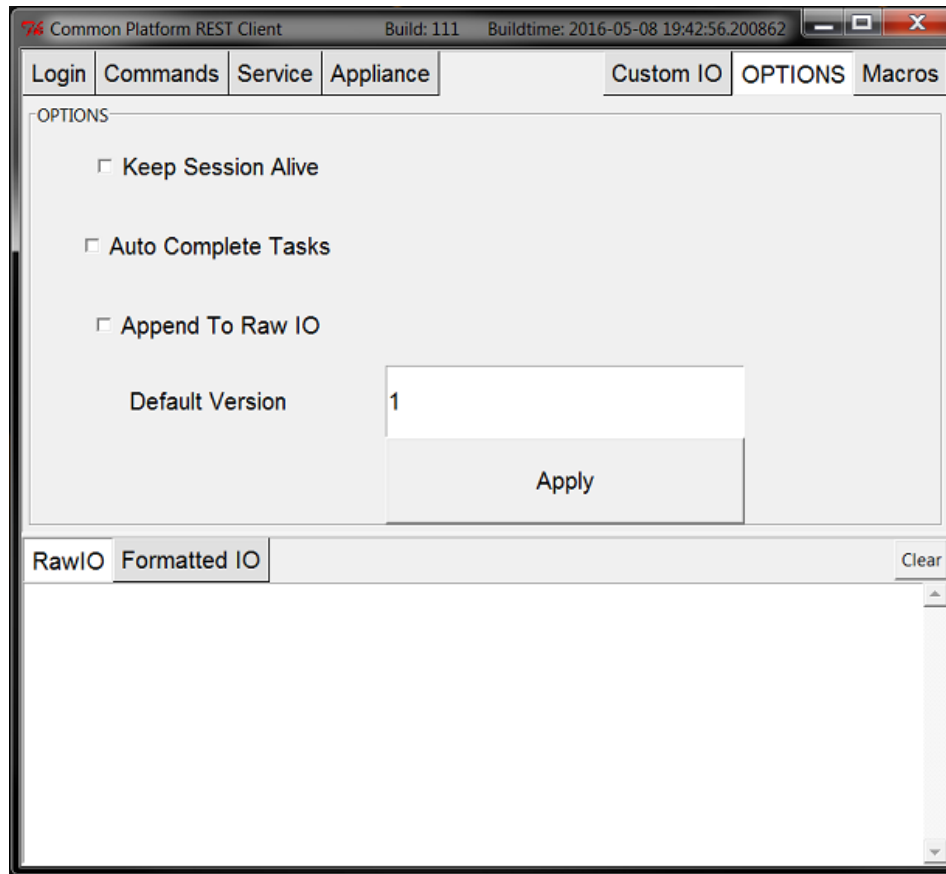 Common Platform REST Client Build: 111 Buildtime: 2016-05-08 19:42:56.200862
Login Commands Service Appliance Custom IO OPTIONS Macros
OPTIONS
Keep Session Alive
Auto Complete Tasks
Append To Raw IO
Default Version 1
Apply
RawIO Formatted IO Clear